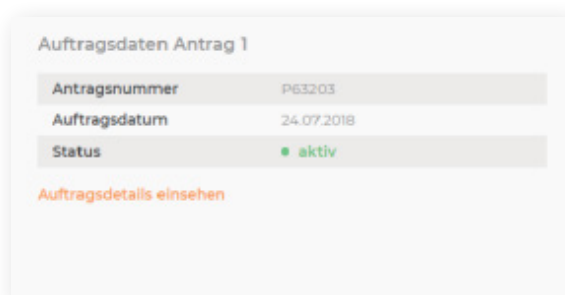 Auftragsdaten Antrag 1
Antragsnummer P63203
Auftragsdatum 24.07.2018
Status aktiv
Auftragsdetails einsehen